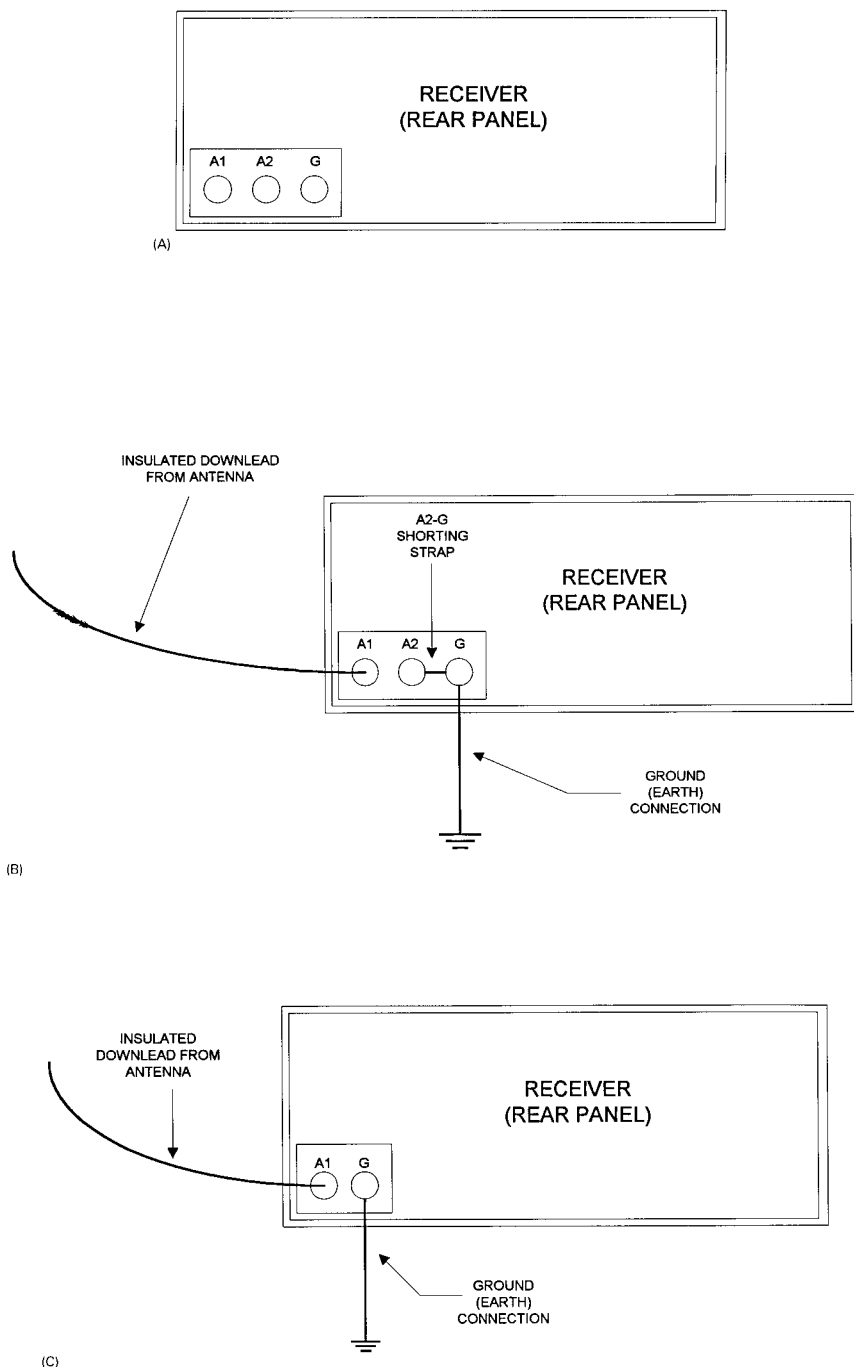 RECEIVER
(REAR PANEL)
A1 A2 G
(A)
INSULATED DOWNLEAD
FROM ANTENNA
A2-G
SHORTING
STRAP
RECEIVER
(REAR PANEL)
A1 A2 G
GROUND
(EARTH)
CONNECTION
(B)
INSULATED
DOWNLEAD FROM
ANTENNA
RECEIVER
(REAR PANEL)
A1 G
GROUND
(EARTH)
CONNECTION
(C)